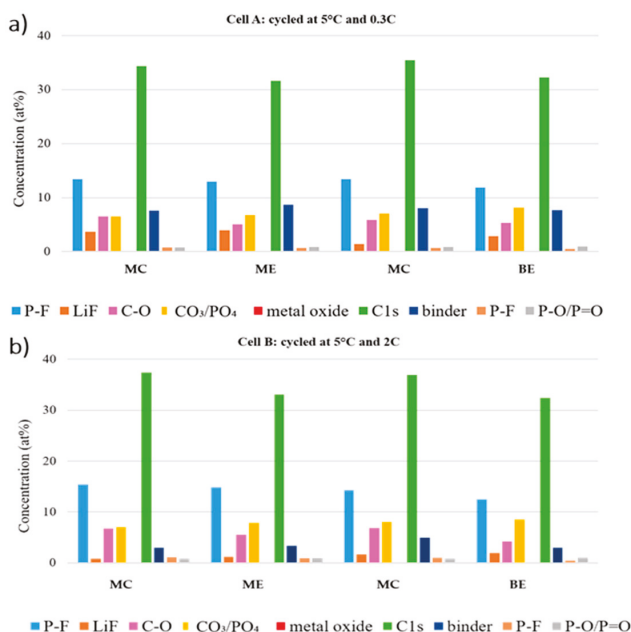 a)
Cell A: cycled at 5°C and 0.3C
Concentration (at%)
40
30
20
10
0
MC ME MC BE
P-F LiF C-O CO₃/PO₄ metal oxide C1s binder P-F P-O/P=O
b)
Cell B: cycled at 5°C and 2C
Concentration (at%)
40
30
20
10
0
MC ME MC BE
P-F LiF C-O CO₃/PO₄ metal oxide C1s binder P-F P-O/P=O